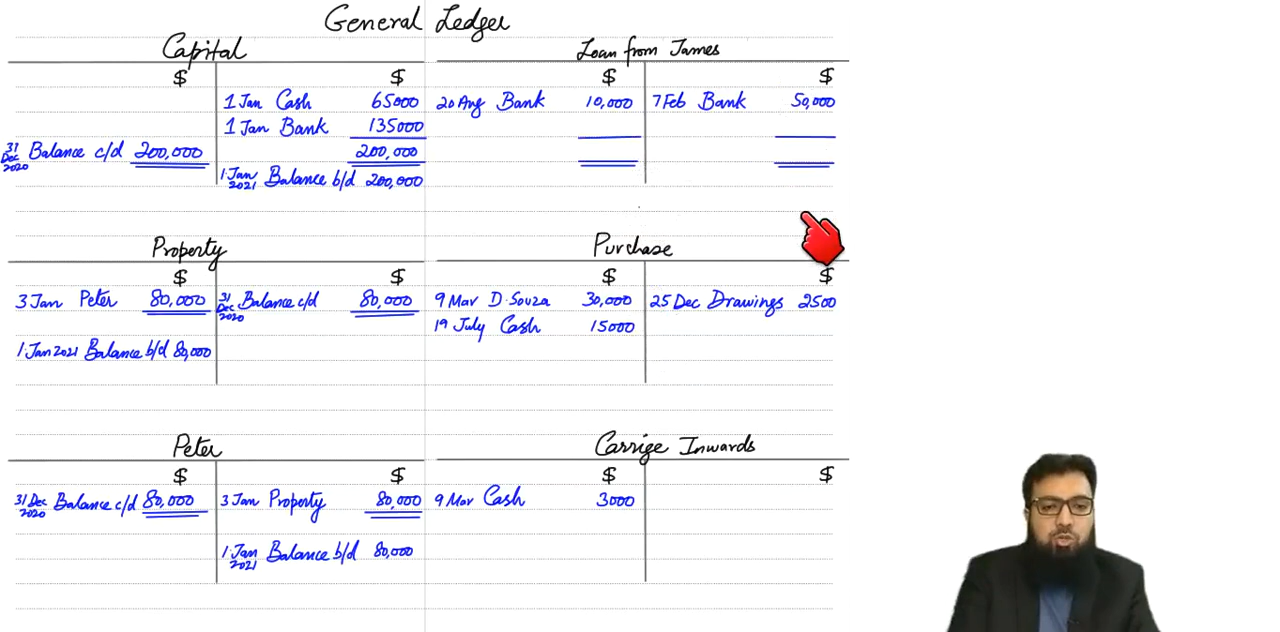 General Ledger
Capital
$ $
1 Jan Cash 65000
1 Jan Bank 135000
31 Dec 2020 Balance c/d 200,000 200,000
1 Jan 2021 Balance b/d 200,000
Loan from James
$ $
20 Aug Bank 10,000 7 Feb Bank 50,000
Property
$ $
3 Jan Peter 80,000 31 Dec 2020 Balance c/d 80,000
1 Jan 2021 Balance b/d 80,000
Purchase
$ $
9 Mar D. Souza 30,000 25 Dec Drawings 2500
19 July Cash 15000
Peter
$ $
31 Dec 2020 Balance c/d 80,000 3 Jan Property 80,000
1 Jan 2021 Balance b/d 80,000
Carrige Inwards
$ $
9 Mar Cash 3000